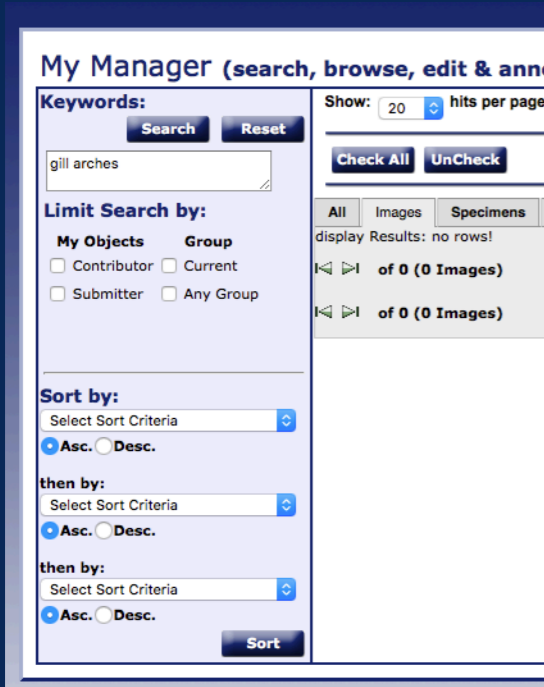 My Manager (search, browse, edit & ann
Keywords:
Search Reset
gill arches
Limit Search by:
My Objects Group
Contributor Current
Submitter Any Group
Sort by:
Select Sort Criteria
Asc. Desc.
then by:
Select Sort Criteria
Asc. Desc.
then by:
Select Sort Criteria
Asc. Desc.
Sort
Show: 20 hits per page
Check All UnCheck
All Images Specimens
display Results: no rows!
of 0 (0 Images)
of 0 (0 Images)